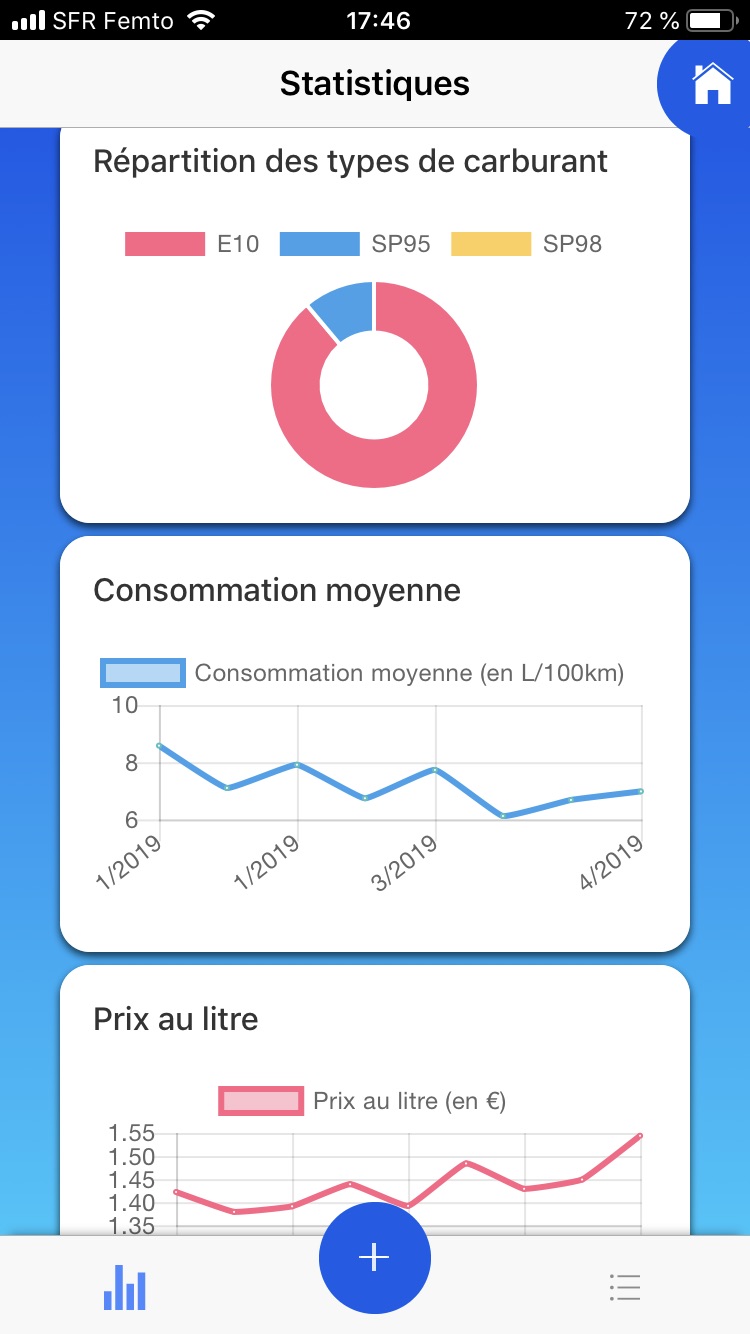 SFR Femto 17:46 72 %
Statistiques
Répartition des types de carburant
E10 SP95 SP98
Consommation moyenne
Consommation moyenne (en L/100km)
10
8
6
1/2019 1/2019 3/2019 4/2019
Prix au litre
Prix au litre (en €)
1.55
1.50
1.45
1.40
1.35